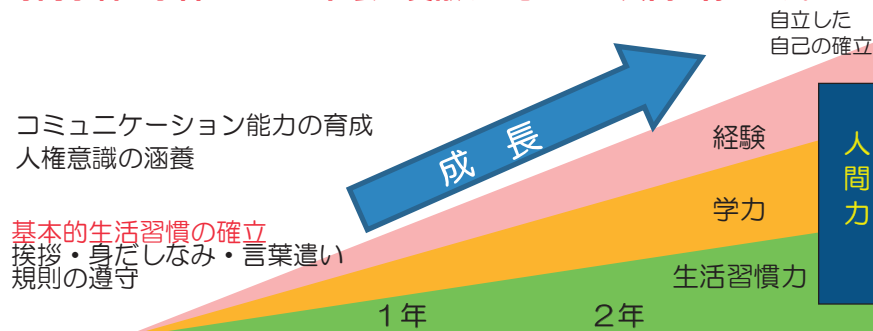 自立した
自己の確立
コミュニケーション能力の育成
人権意識の涵養
成長
経験
学力
生活習慣力
人間力
基本的生活習慣の確立
挨拶・身だしなみ・言葉遣い
規則の遵守
1年
2年